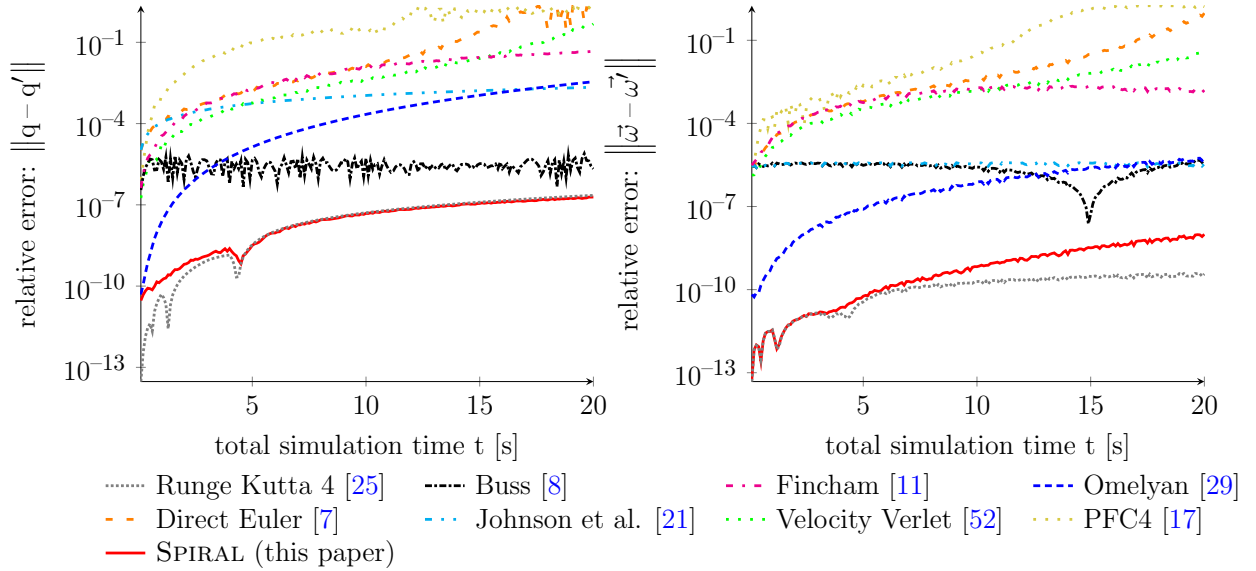 relative error: ||q – q′||
10⁻¹
10⁻⁴
10⁻⁷
10⁻¹⁰
10⁻¹³
5 10 15 20
total simulation time t [s]
relative error: ||ω⃗ – ω⃗′||
10⁻¹
10⁻⁴
10⁻⁷
10⁻¹⁰
10⁻¹³
5 10 15 20
total simulation time t [s]
Runge Kutta 4 [25] Buss [8] Fincham [11] Omelyan [29]
Direct Euler [7] Johnson et al. [21] Velocity Verlet [52] PFC4 [17]
SPIRAL (this paper)